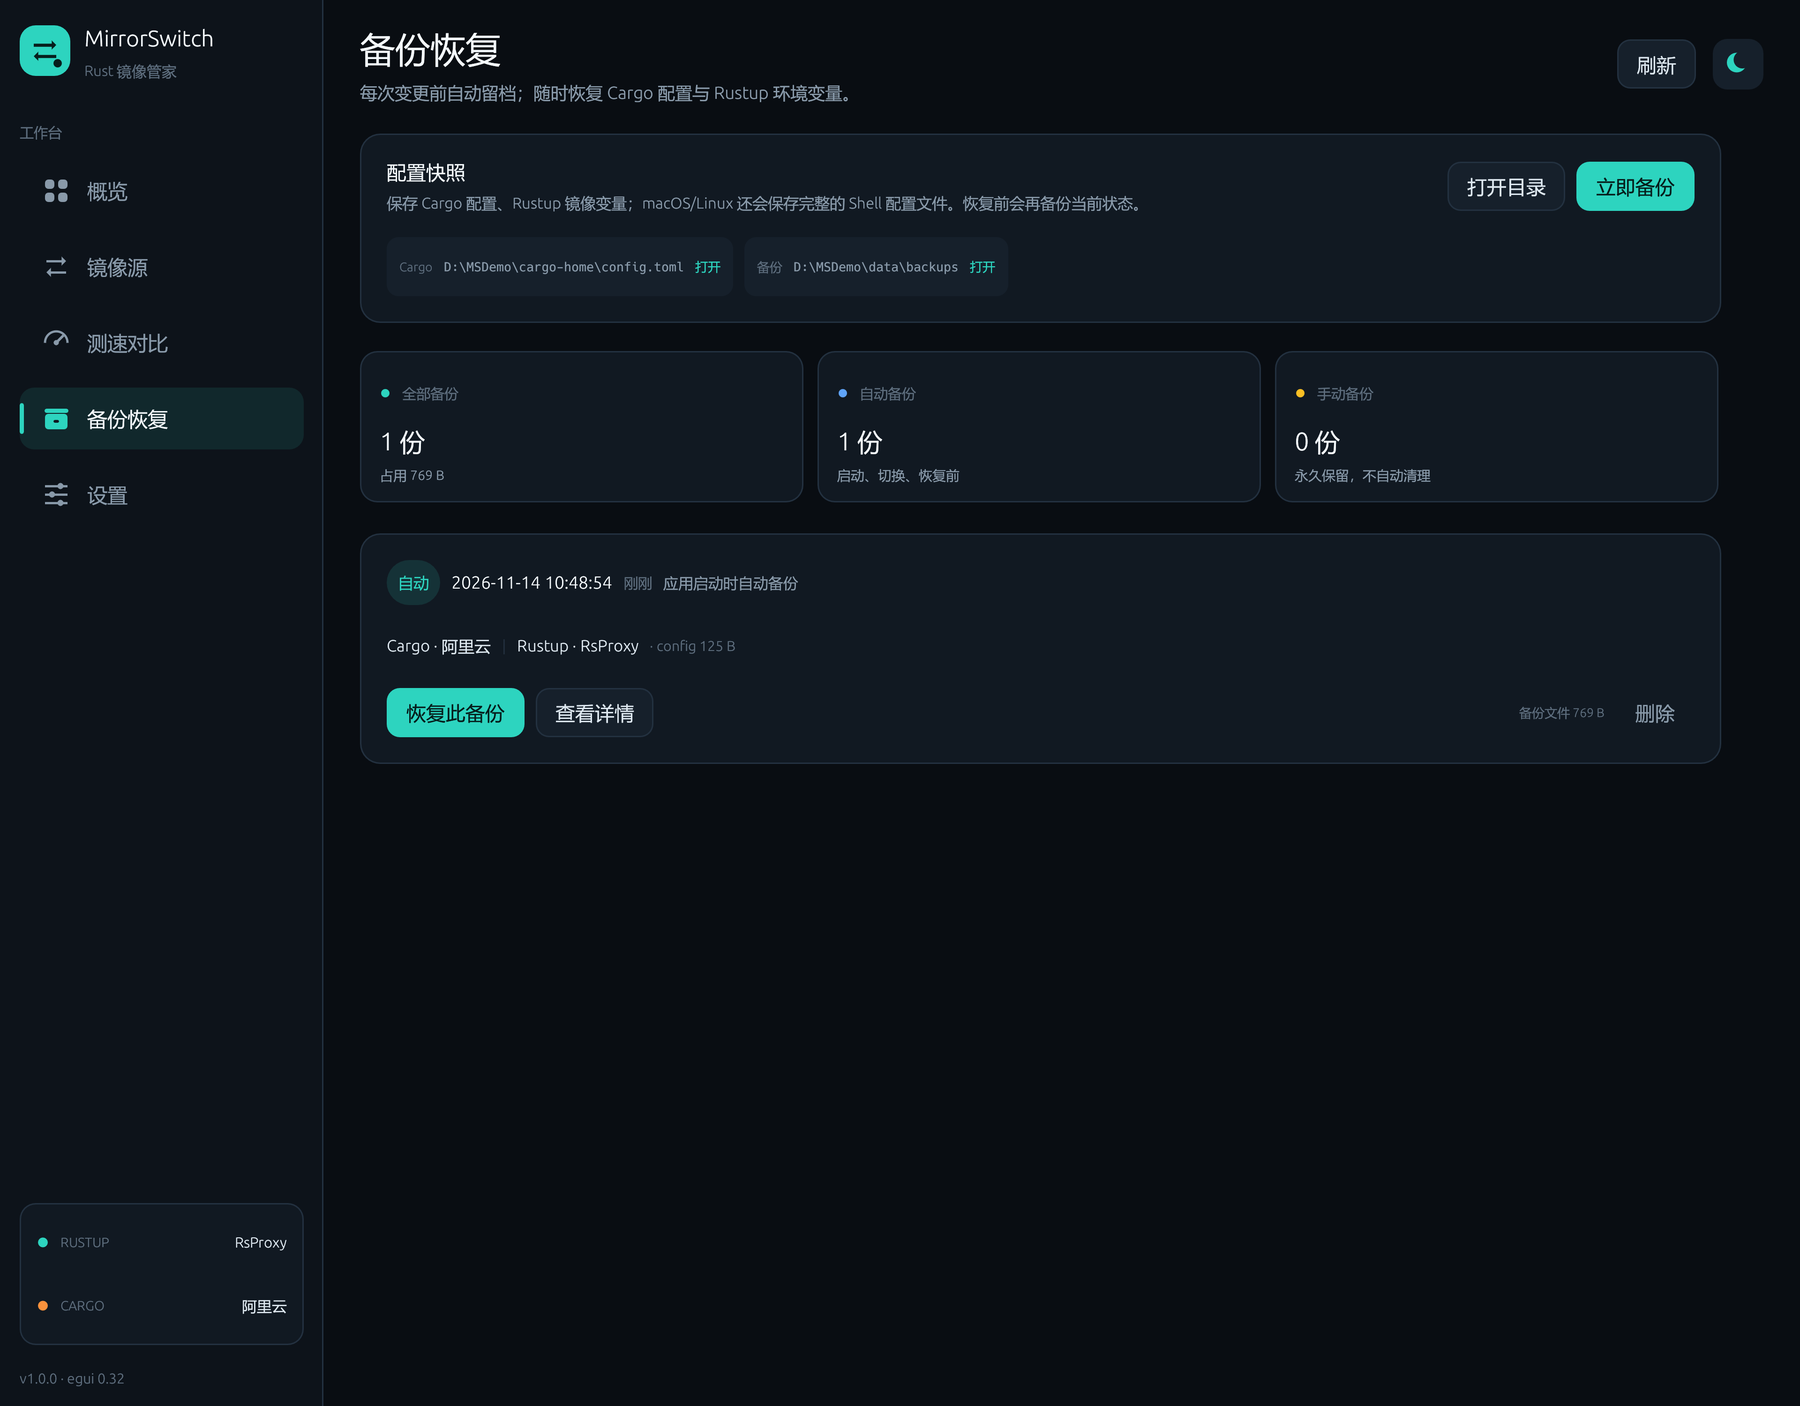 MirrorSwitch
Rust 镜像管家
工作台
概览
镜像源
测速对比
备份恢复
设置
RUSTUP RsProxy
CARGO 阿里云
v1.0.0 · egui 0.32
备份恢复
每次变更前自动留档；随时恢复 Cargo 配置与 Rustup 环境变量。
刷新
配置快照
保存 Cargo 配置、Rustup 镜像变量；macOS/Linux 还会保存完整的 Shell 配置文件。恢复前会再备份当前状态。
打开目录 立即备份
Cargo D:\MSDemo\cargo-home\config.toml 打开 备份 D:\MSDemo\data\backups 打开
全部备份
1 份
占用 769 B
自动备份
1 份
启动、切换、恢复前
手动备份
0 份
永久保留，不自动清理
自动 2026-11-14 10:48:54 刚刚 应用启动时自动备份
Cargo · 阿里云 | Rustup · RsProxy · config 125 B
恢复此备份 查看详情 备份文件 769 B 删除